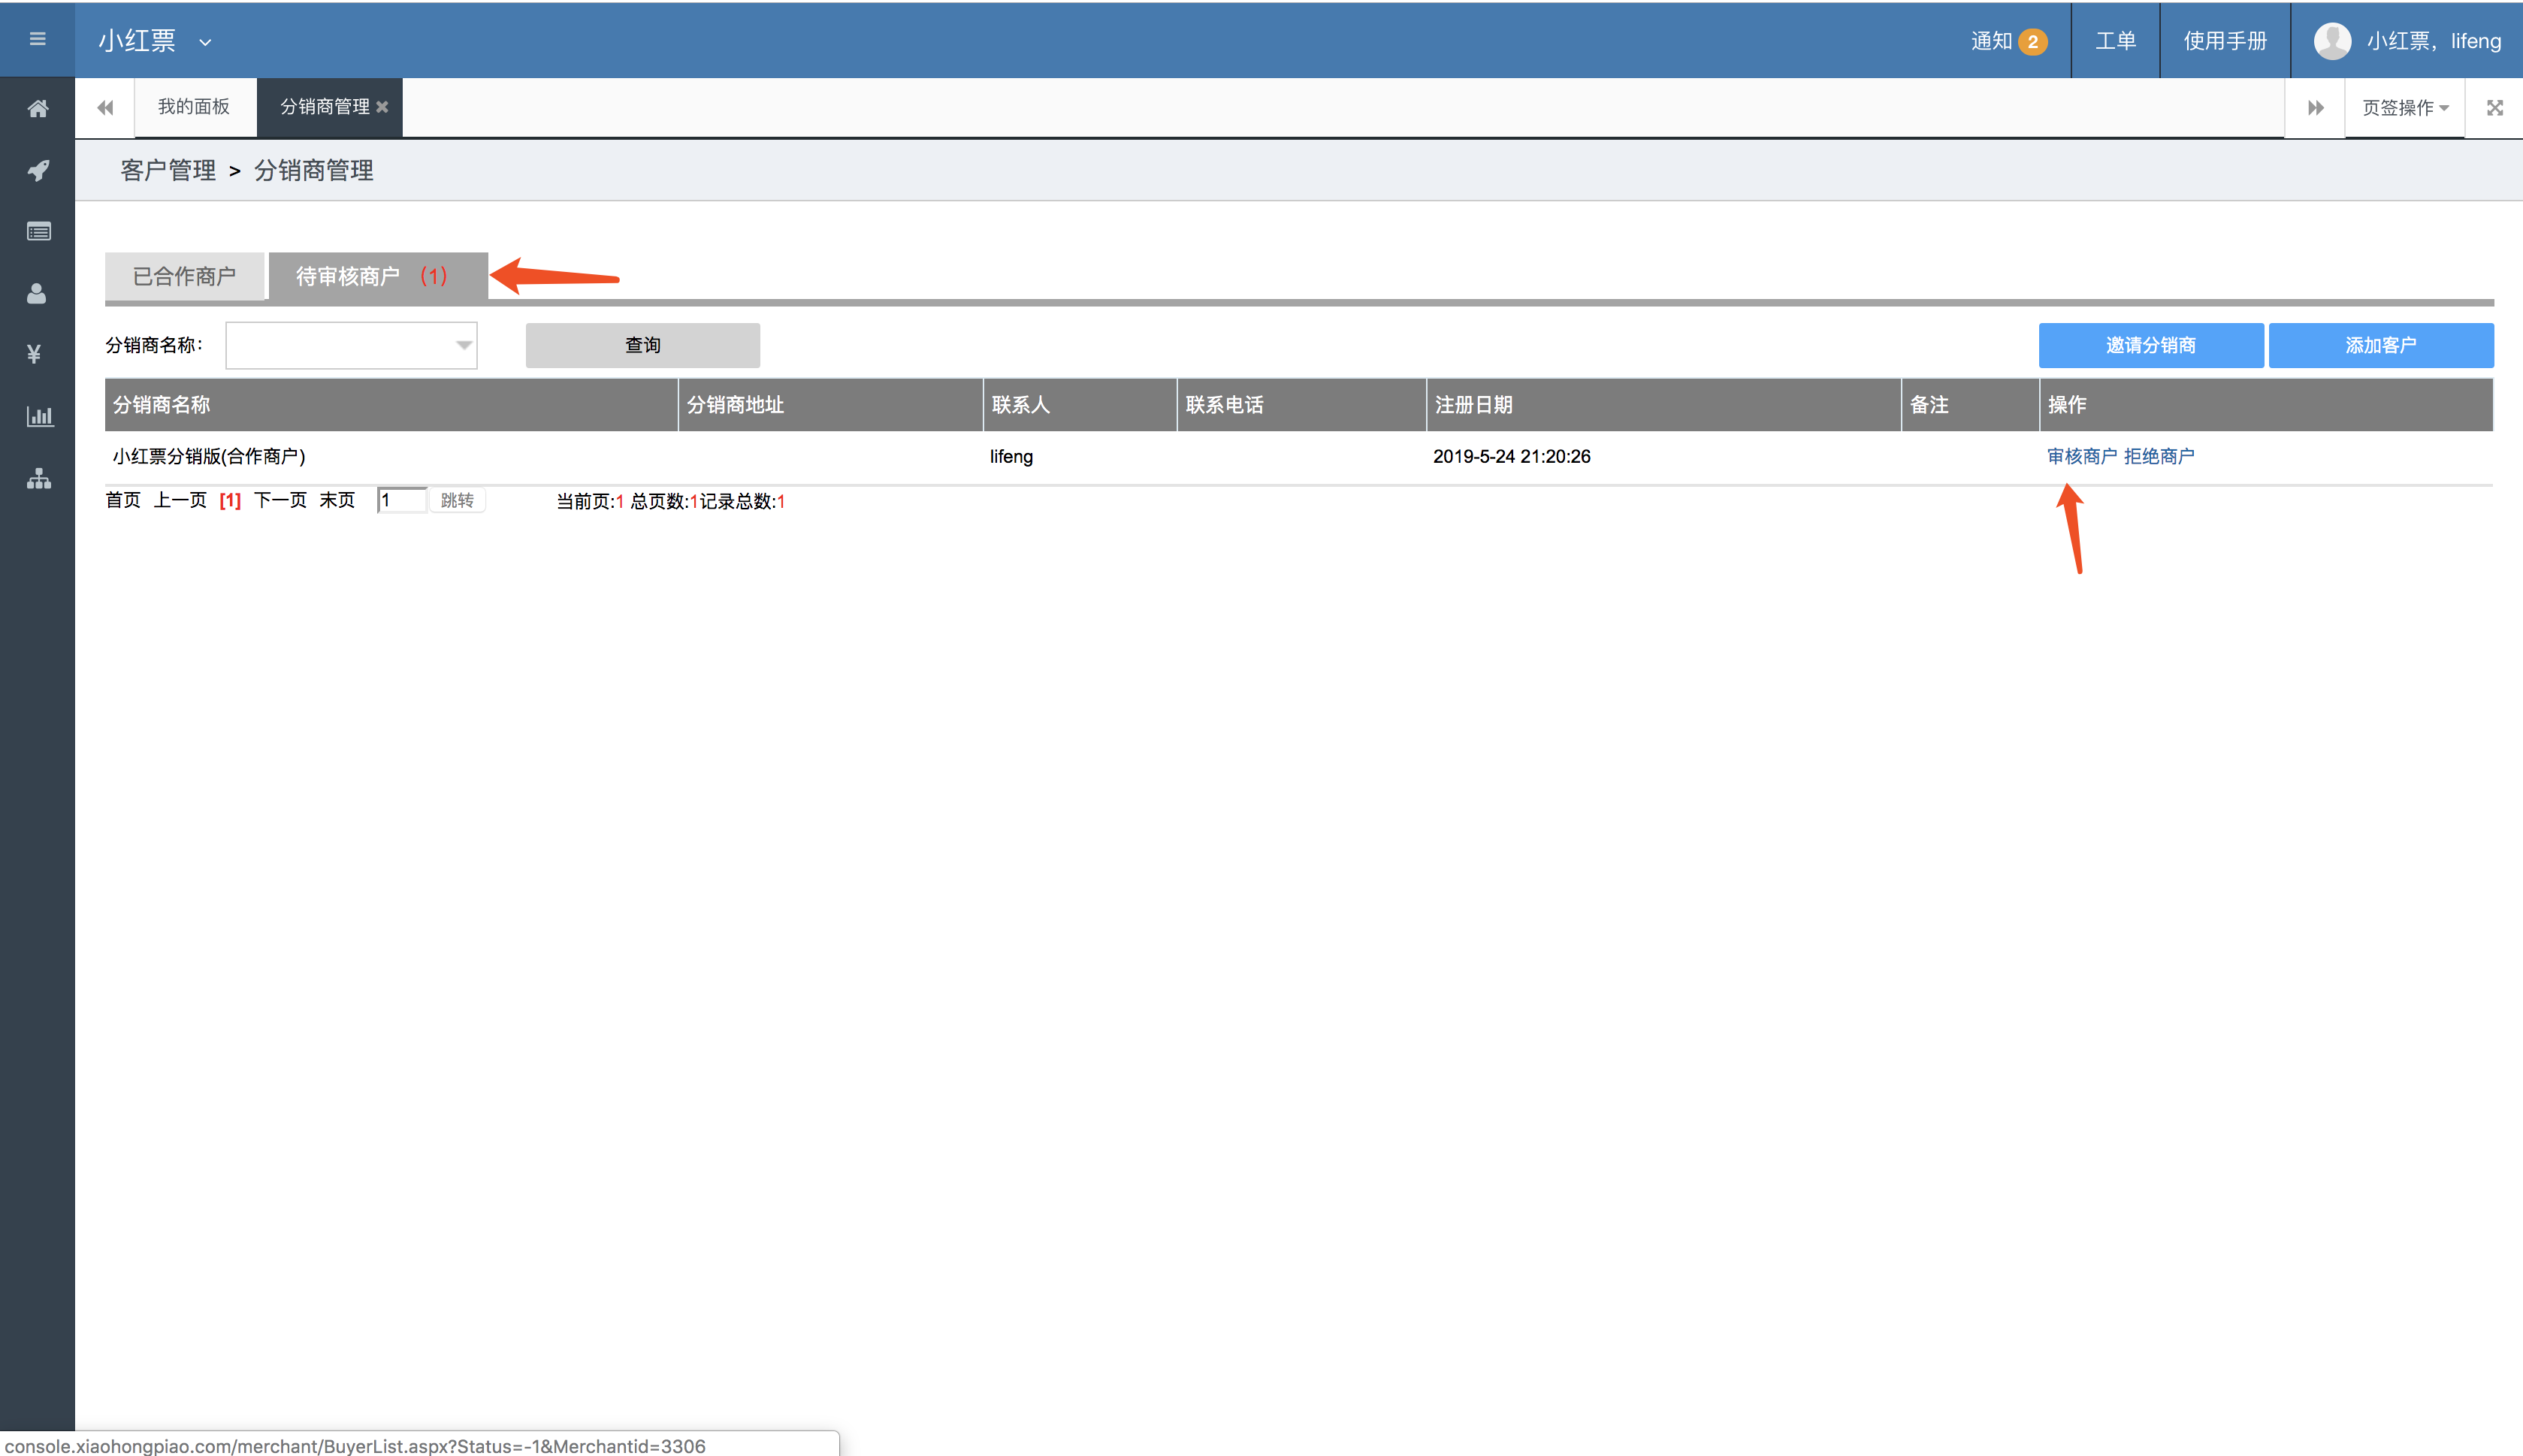 小红票
通知 2 工单 使用手册 小红票，lifeng
我的面板 分销商管理 页签操作
客户管理 > 分销商管理
已合作商户 待审核商户 (1)
分销商名称： 查询 邀请分销商 添加客户
分销商名称 分销商地址 联系人 联系电话 注册日期 备注 操作
小红票分销版(合作商户) lifeng 2019-5-24 21:20:26 审核商户 拒绝商户
首页 上一页 [1] 下一页 末页 1 跳转 当前页:1 总页数:1记录总数:1
console.xiaohongpiao.com/merchant/BuyerList.aspx?Status=-1&Merchantid=3306